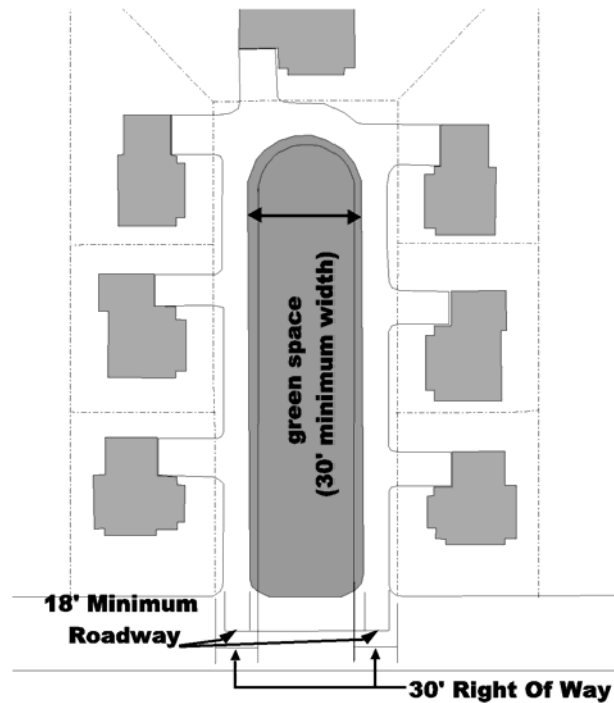 green space
(30' minimum width)
18' Minimum
Roadway
30' Right Of Way